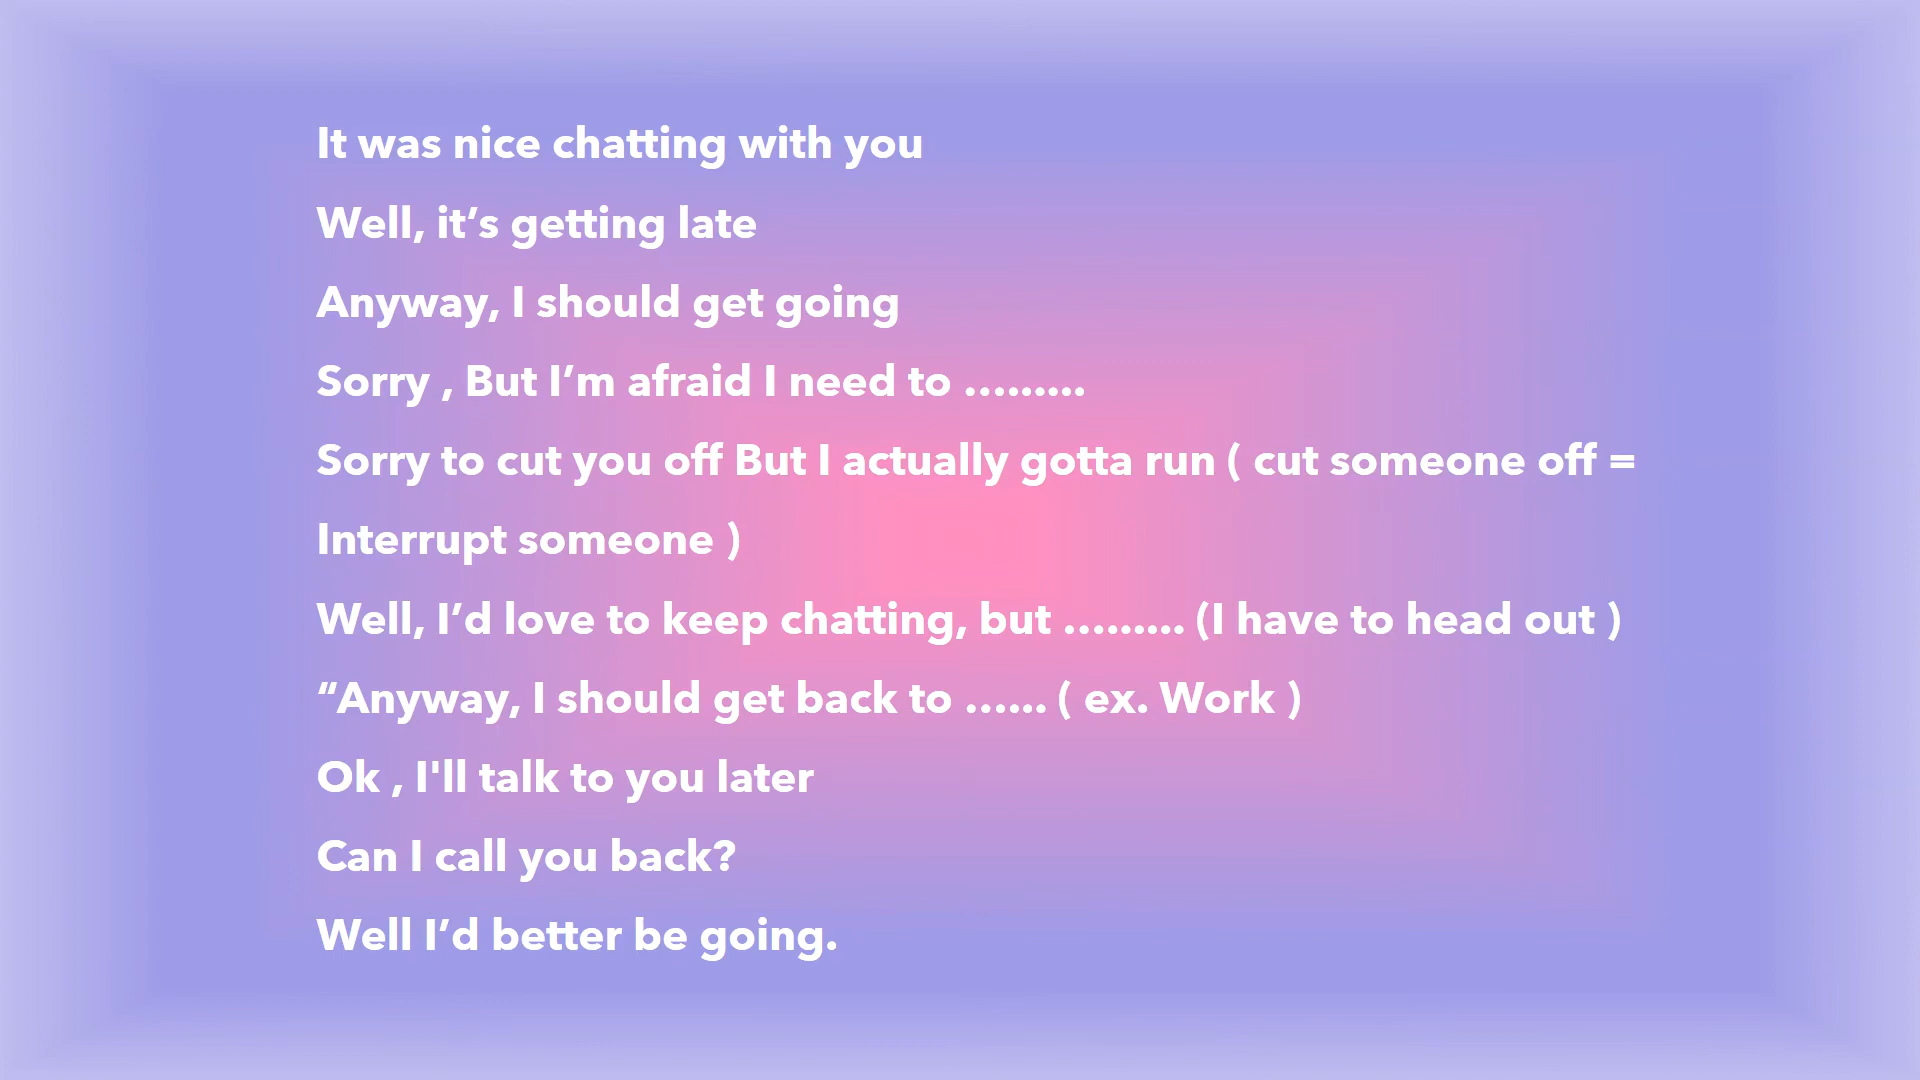 It was nice chatting with you
Well, it’s getting late
Anyway, I should get going
Sorry , But I’m afraid I need to .........
Sorry to cut you off But I actually gotta run ( cut someone off =
Interrupt someone )
Well, I’d love to keep chatting, but ......... (I have to head out )
“Anyway, I should get back to ...... ( ex. Work )
Ok , I'll talk to you later
Can I call you back?
Well I’d better be going.